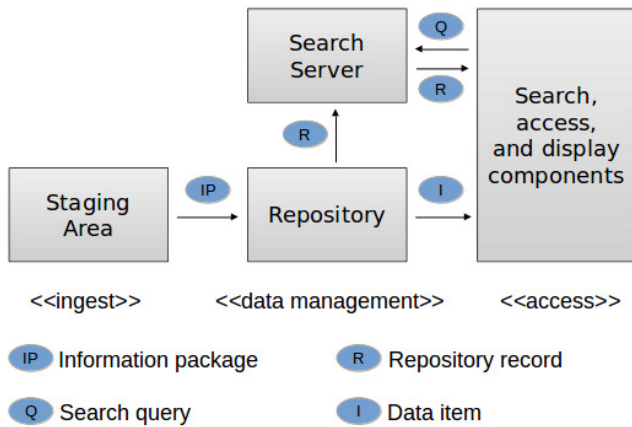 Search
Server
Q
R
Search,
access,
and display
components
R
Staging
Area
IP
Repository
I
<<ingest>>
<<data management>>
<<access>>
IP Information package
R Repository record
Q Search query
I Data item